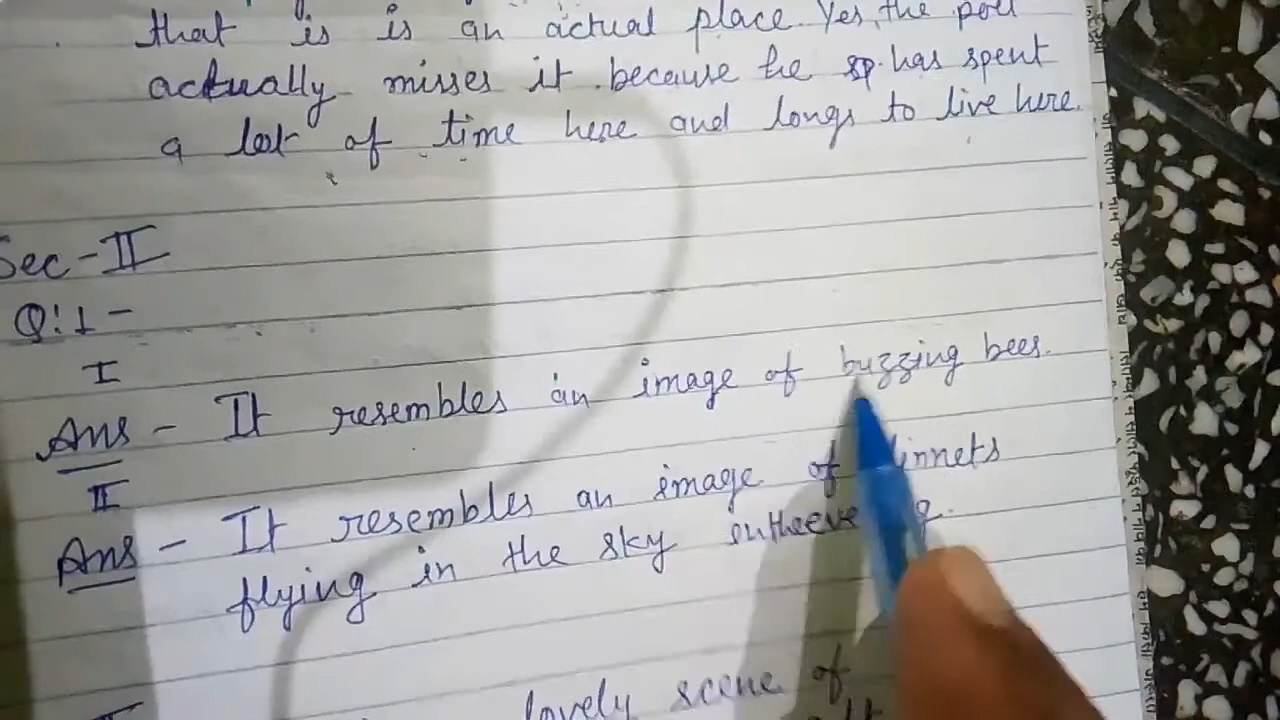 that is is an actual place. Yes, the poet
actually misses it because he sp has spent
a lot of time here and longs to live here.
Sec-II
Q:1-
I
Ans - It resembles an image of buzzing bees.
II
Ans - It resembles an image of linnets
flying in the sky
lovely scene of